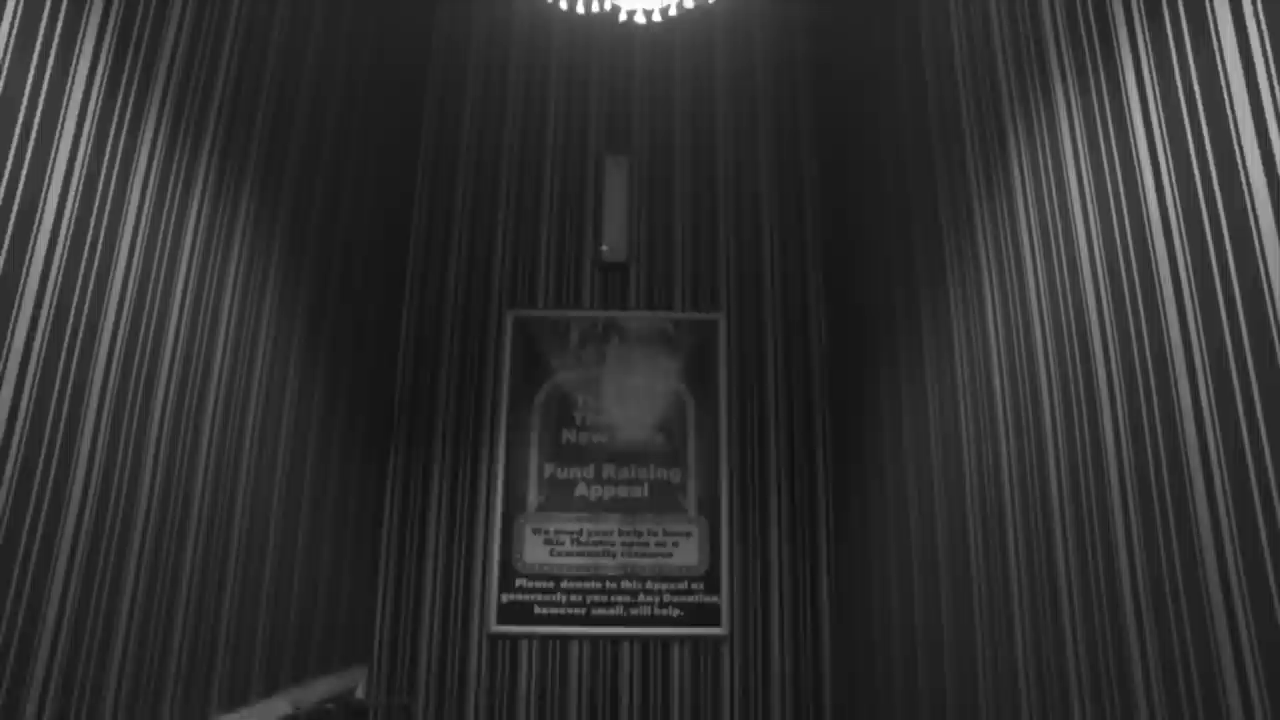 New
Fund Raising
Appeal
We need your help to keep
this Theatre open as a
Community resource
Please donate to this Appeal as
generously as you can. Any Donation,
however small, will help.